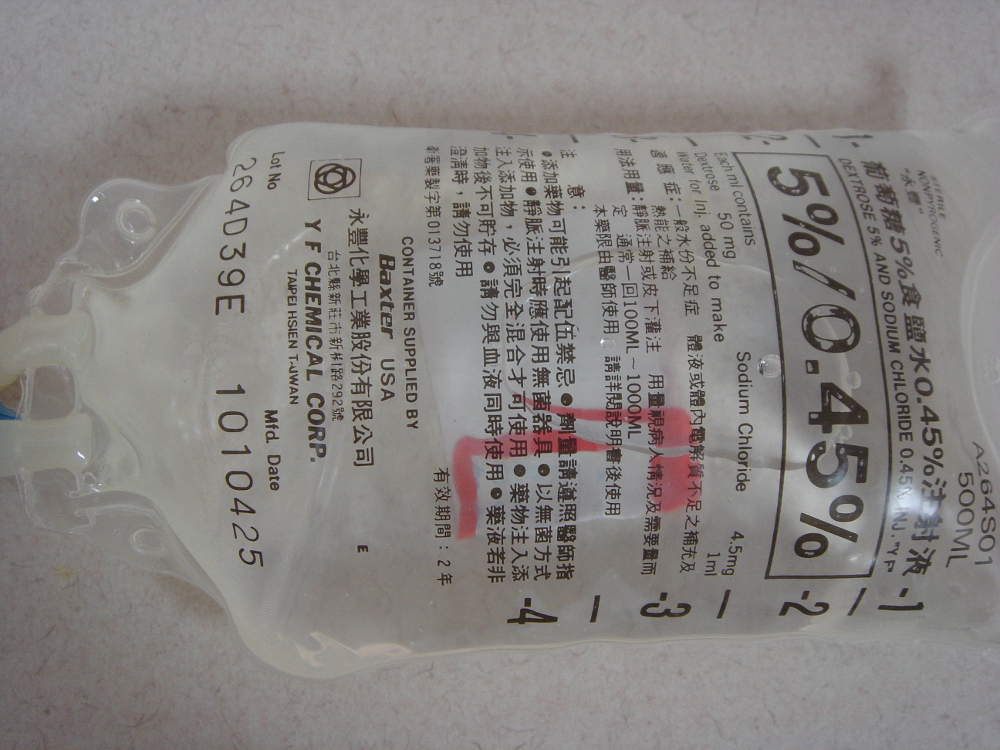 A264S01
500ML
STERILE
NONPYROGENIC
"永豐"
葡萄糖5%食鹽水0.45%注射液
DEXTROSE 5% AND SODIUM CHLORIDE 0.45% INJ. "Y F"
1
5%/0.45%
-1
2
-2
Each ml contains
Dextrose 50 mg Sodium Chloride 4.5mg
Water for Inj. added to make 1ml
適應症:一般水份不足症 體液或體內電解質不足之補充及
熱能之補給
用法用量:靜脈注射或皮下灌注 用量視病人情況及需要量而
定 通常一回100ML~1000ML
本藥限由醫師使用 請詳閱說明書後使用
-3
注 意:
●添加藥物可能引起配伍禁忌●劑量請遵照醫師指
示使用●靜脈注射時應使用無菌器具●以無菌方式
注入添加物,必須完全混合才可使用●藥物注入添
加物後不可貯存●請勿與血液同時使用●藥液若非
澄清時,請勿使用
衛署藥製字第013718號
有效期間:2年
-4
CONTAINER SUPPLIED BY
Baxter USA
永豐化學工業股份有限公司
台北縣新莊市新樹路292號
Y F CHEMICAL CORP.
TAIPEI HSIEN TAIWAN
E
Lot No Mfd. Date
264D39E 1010425